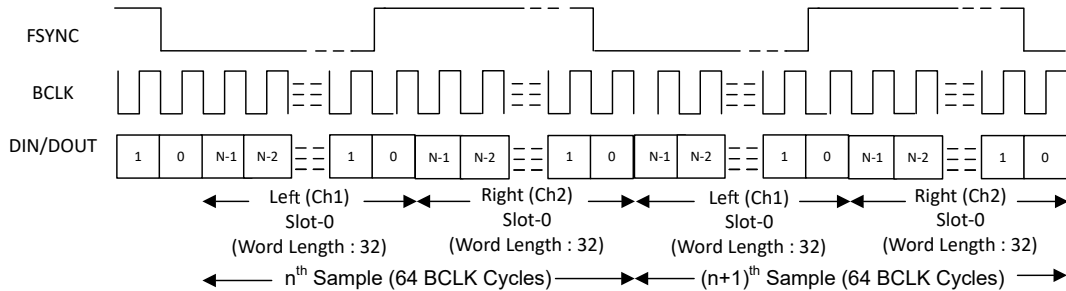 FSYNC
BCLK
DIN/DOUT
1 0 N-1 N-2 1 0 N-1 N-2 1 0 N-1 N-2 1 0 N-1 N-2 1 0
Left (Ch1) Right (Ch2) Left (Ch1) Right (Ch2)
Slot-0 Slot-0 Slot-0 Slot-0
(Word Length : 32) (Word Length : 32) (Word Length : 32) (Word Length : 32)
nth Sample (64 BCLK Cycles) (n+1)th Sample (64 BCLK Cycles)